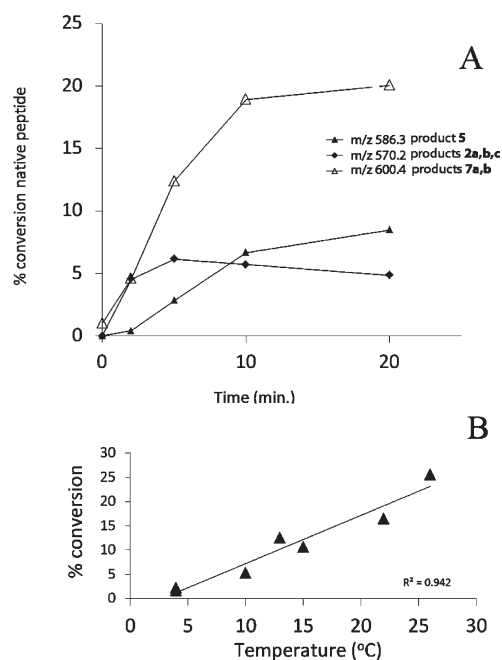 25
20
15
10
5
0
% conversion native peptide
A
m/z 586.3 product 5
m/z 570.2 products 2a,b,c
m/z 600.4 products 7a,b
0
10
20
Time (min.)
B
30
25
20
15
10
5
0
% conversion
R² = 0.942
0
5
10
15
20
25
30
Temperature (°C)